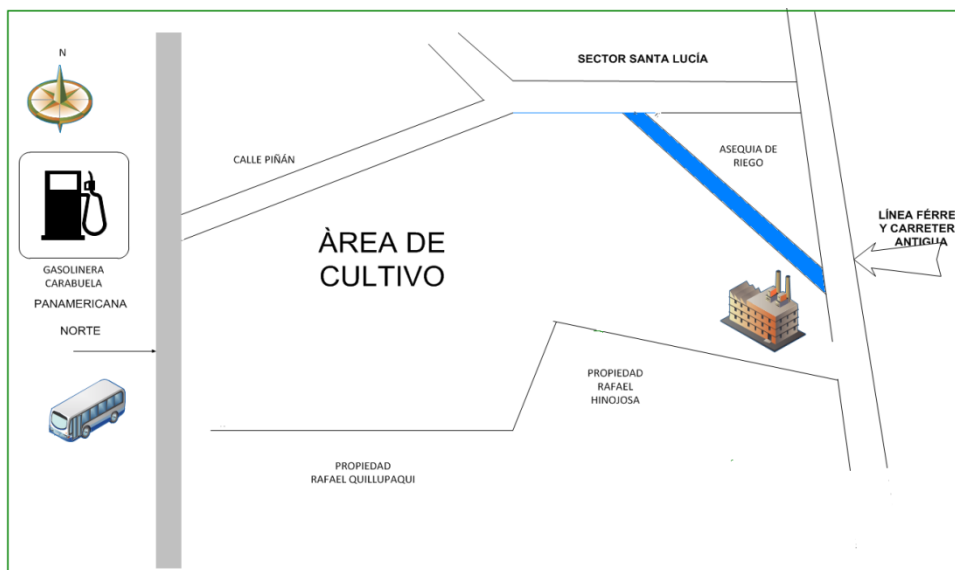 N
SECTOR SANTA LUCÍA
CALLE PIÑÁN
ASEQUIA DE
RIEGO
ÀREA DE
CULTIVO
LÍNEA FÉRRE
Y CARRETER
ANTIGUA
GASOLINERA
CARABUELA
PANAMERICANA
NORTE
PROPIEDAD
RAFAEL
HINOJOSA
PROPIEDAD
RAFAEL QUILLUPAQUI